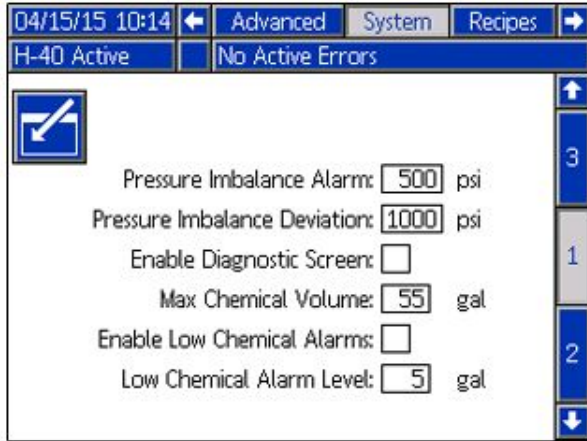 04/15/15 10:14 Advanced System Recipes
H-40 Active No Active Errors
3
Pressure Imbalance Alarm: 500 psi
Pressure Imbalance Deviation: 1000 psi
Enable Diagnostic Screen:
1
Max Chemical Volume: 55 gal
Enable Low Chemical Alarms:
2
Low Chemical Alarm Level: 5 gal